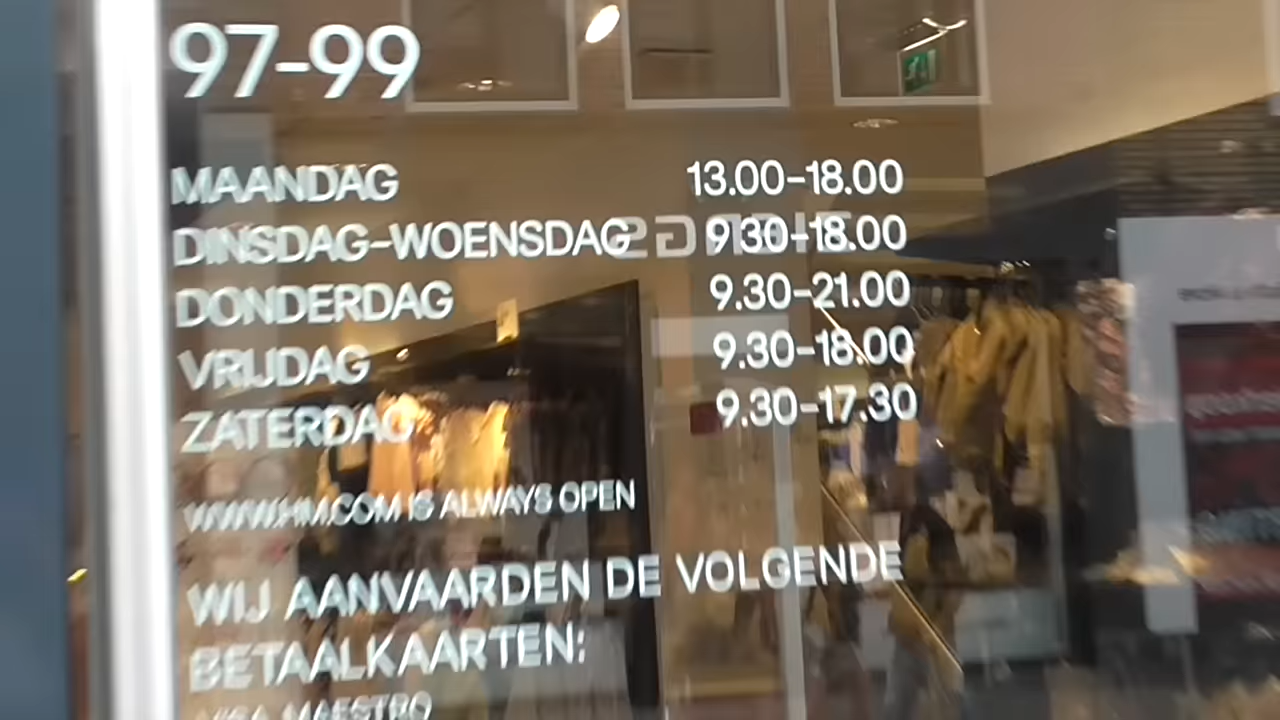 97-99
MAANDAG 13.00-18.00
DINSDAG-WOENSDAG 9.30-18.00
DONDERDAG 9.30-21.00
VRIJDAG 9.30-18.00
ZATERDAG 9.30-17.30
WWW.HM.COM IS ALWAYS OPEN
WIJ AANVAARDEN DE VOLGENDE
BETAALKAARTEN:
VISA MAESTRO